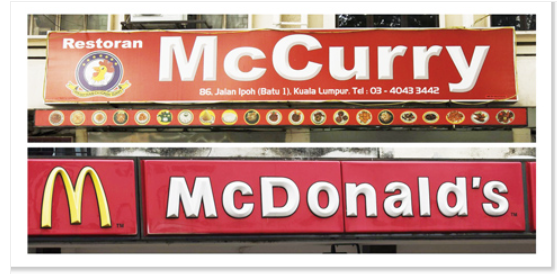 Restoran
McCurry
86, Jalan Ipoh (Batu 1), Kuala Lumpur. Tel : 03 - 4043 3442
McDonald's